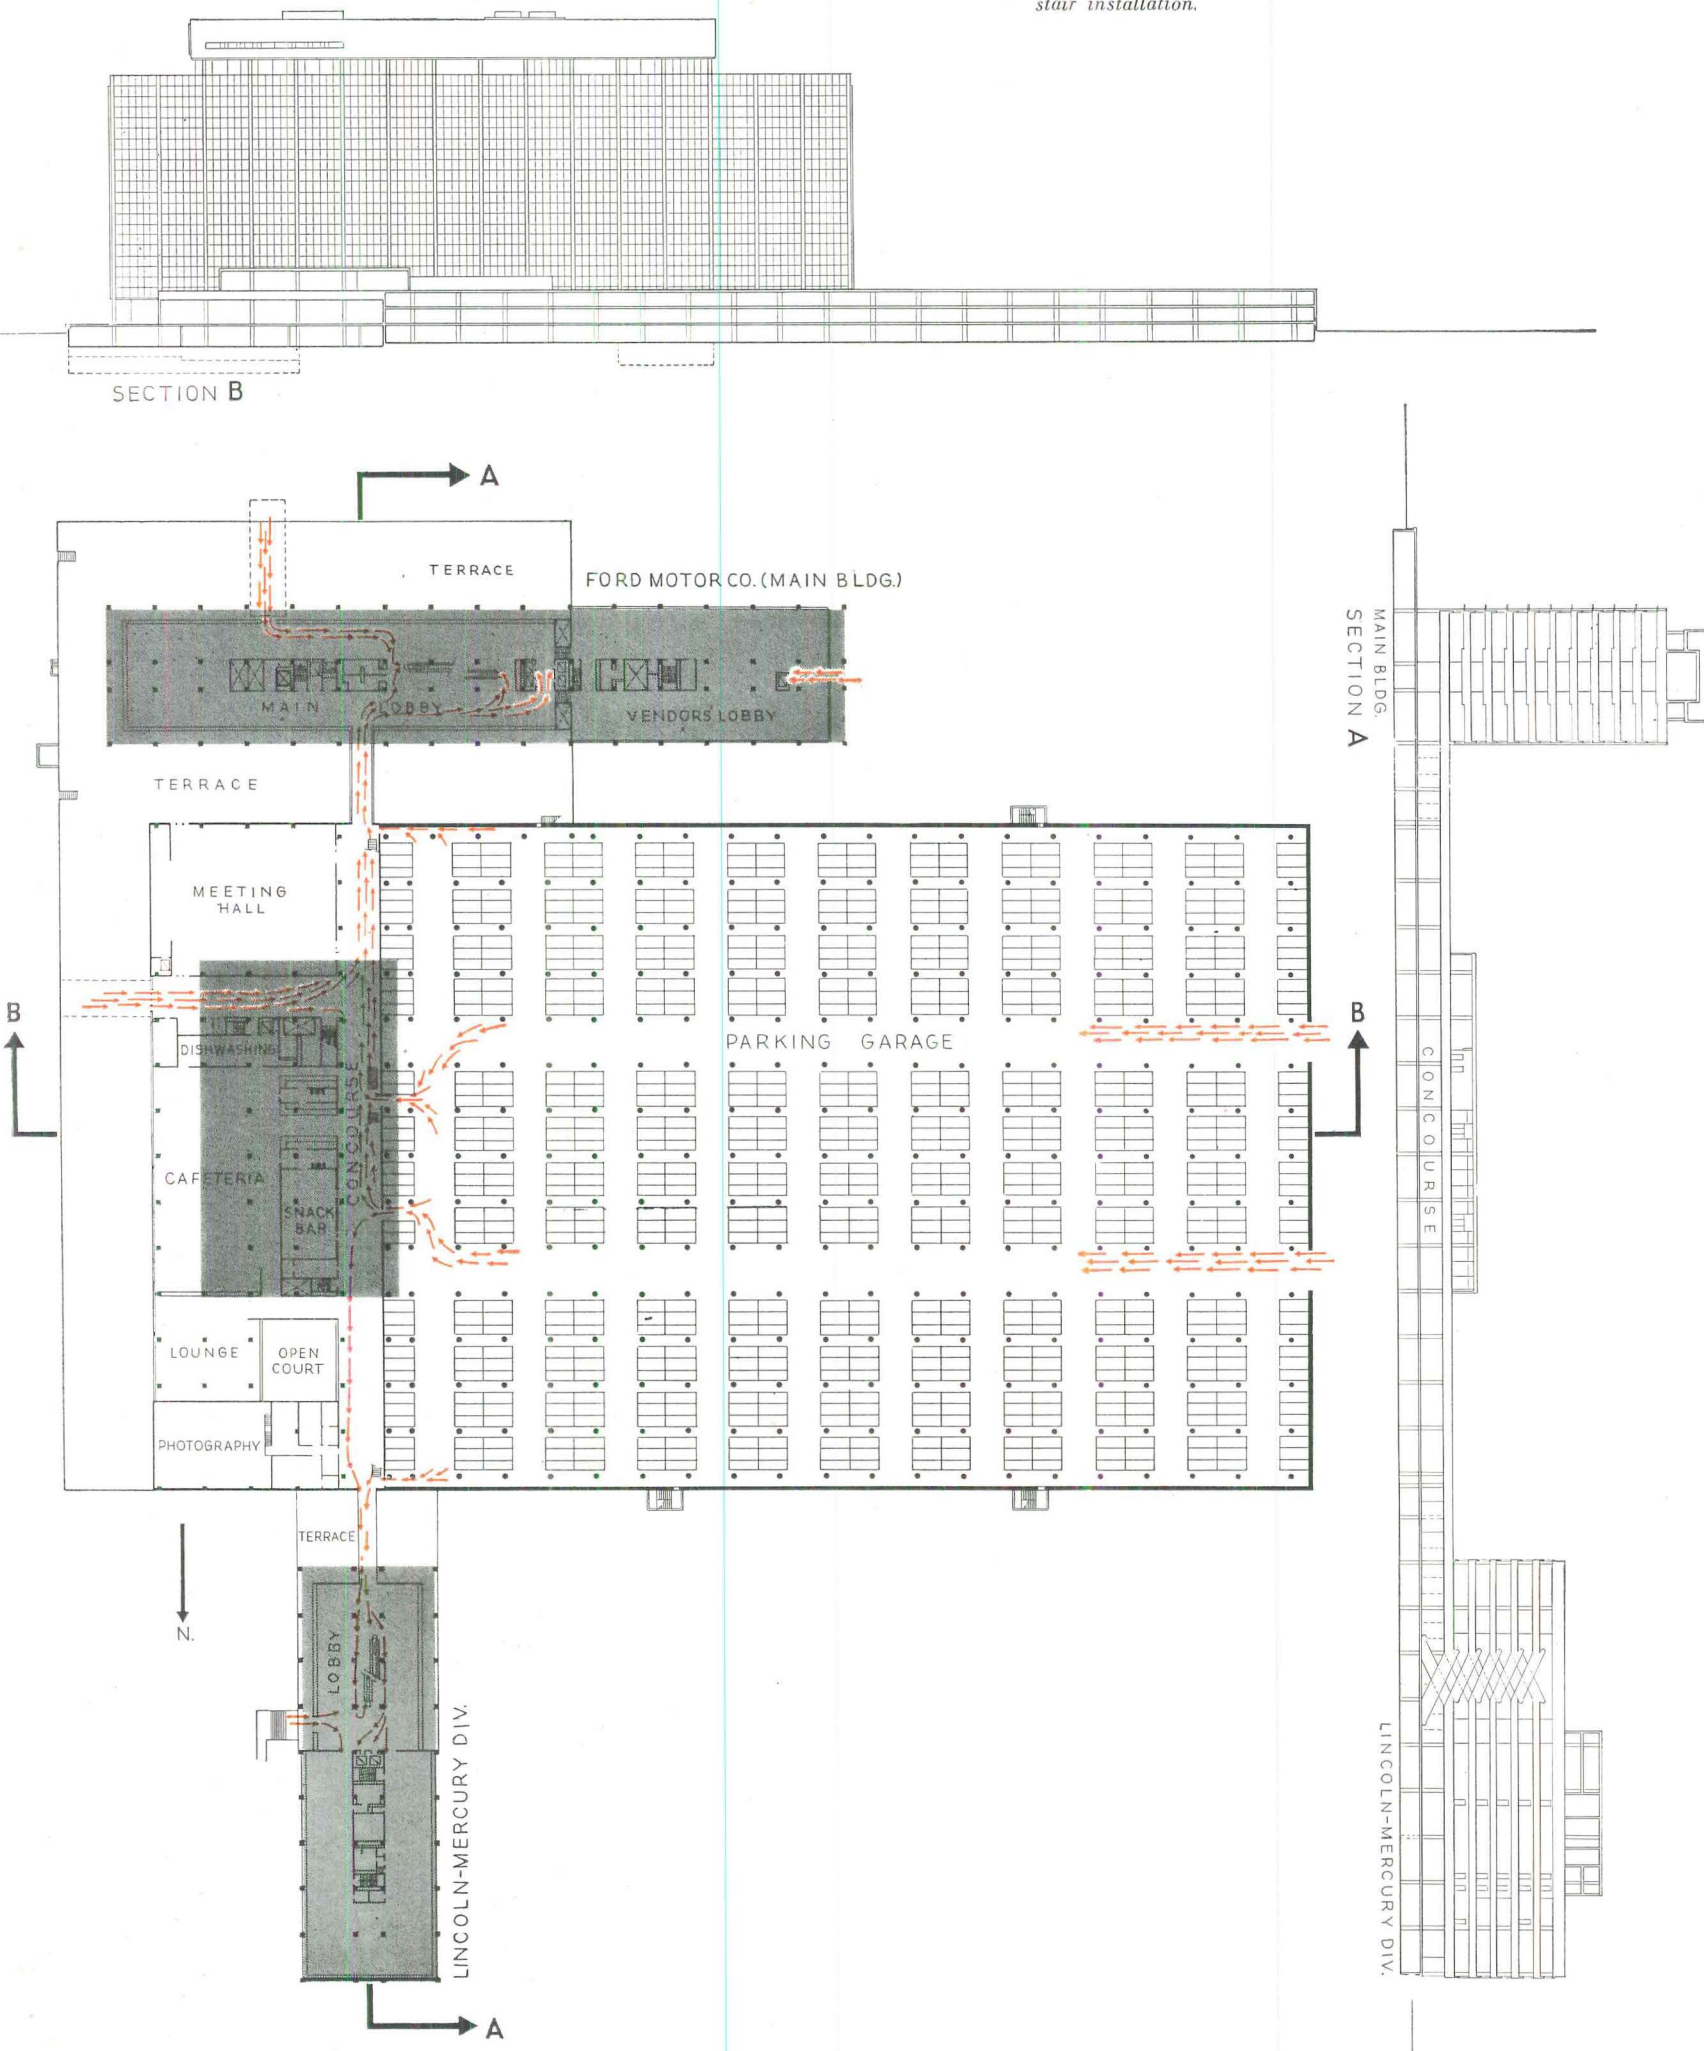 stair installation.
SECTION B
A
TERRACE
FORD MOTOR CO. (MAIN BLDG.)
MAIN LOBBY
VENDORS LOBBY
TERRACE
MEETING
HALL
B
DISHWASHING
CONCOURSE
PARKING GARAGE
B
CAFETERIA
SNACK
BAR
LOUNGE
OPEN
COURT
PHOTOGRAPHY
TERRACE
N.
LOBBY
LINCOLN-MERCURY DIV.
A
MAIN BLDG.
SECTION A
CONCOURSE
LINCOLN-MERCURY DIV.